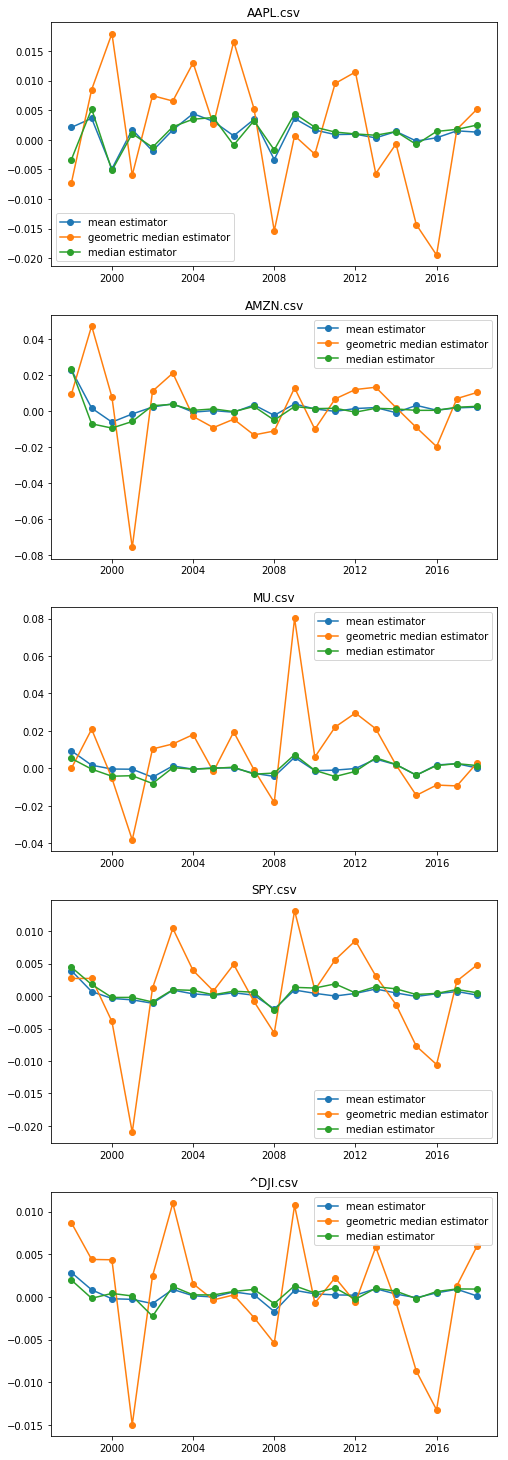 AAPL.csv
0.015
0.010
0.005
0.000
−0.005
−0.010
−0.015
−0.020
mean estimator
geometric median estimator
median estimator
2000 2004 2008 2012 2016
AMZN.csv
0.04
0.02
0.00
−0.02
−0.04
−0.06
−0.08
mean estimator
geometric median estimator
median estimator
2000 2004 2008 2012 2016
MU.csv
0.08
0.06
0.04
0.02
0.00
−0.02
−0.04
mean estimator
geometric median estimator
median estimator
2000 2004 2008 2012 2016
SPY.csv
0.010
0.005
0.000
−0.005
−0.010
−0.015
−0.020
mean estimator
geometric median estimator
median estimator
2000 2004 2008 2012 2016
^DJI.csv
0.010
0.005
0.000
−0.005
−0.010
−0.015
mean estimator
geometric median estimator
median estimator
2000 2004 2008 2012 2016